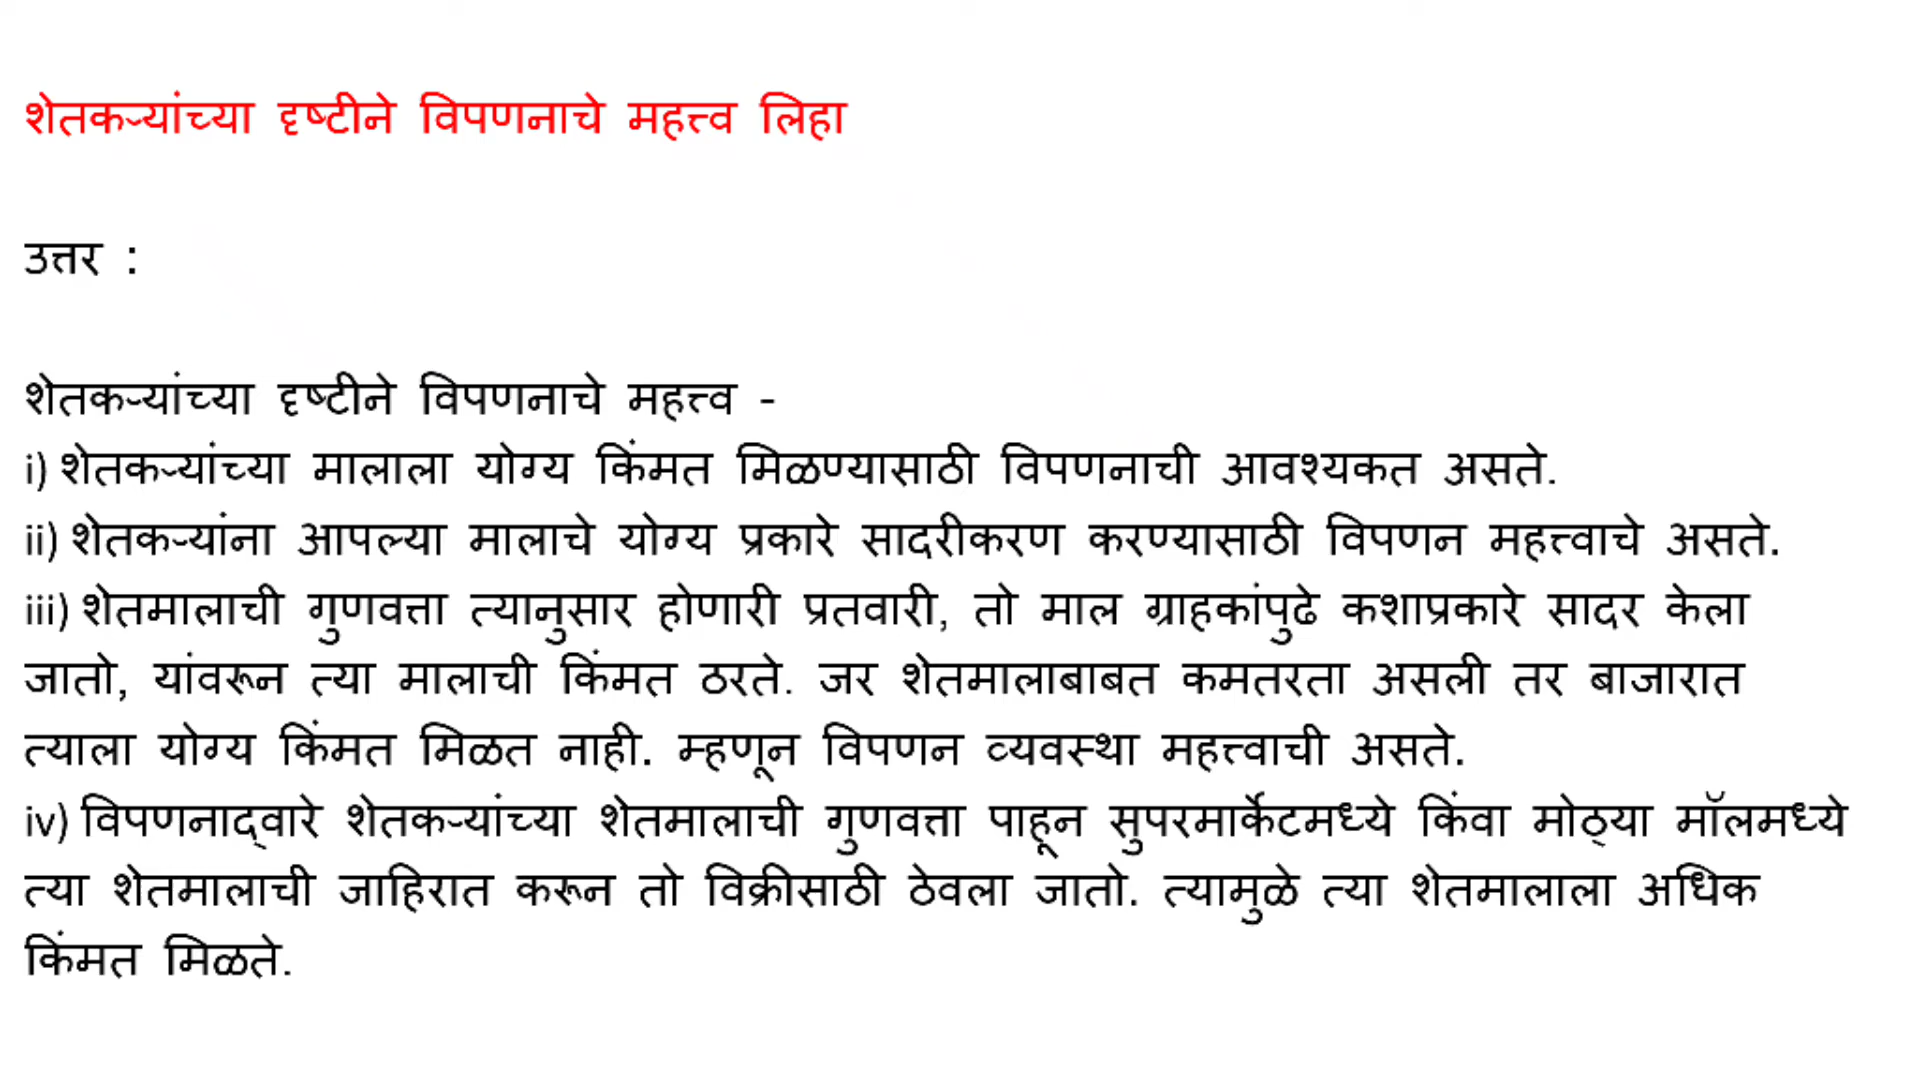 शेतकऱ्यांच्या दृष्टीने विपणनाचे महत्त्व लिहा
उत्तर :
शेतकऱ्यांच्या दृष्टीने विपणनाचे महत्त्व -
i) शेतकऱ्यांच्या मालाला योग्य किंमत मिळण्यासाठी विपणनाची आवश्यकत असते.
ii) शेतकऱ्यांना आपल्या मालाचे योग्य प्रकारे सादरीकरण करण्यासाठी विपणन महत्त्वाचे असते.
iii) शेतमालाची गुणवत्ता त्यानुसार होणारी प्रतवारी, तो माल ग्राहकांपुढे कशाप्रकारे सादर केला
जातो, यांवरून त्या मालाची किंमत ठरते. जर शेतमालाबाबत कमतरता असली तर बाजारात
त्याला योग्य किंमत मिळत नाही. म्हणून विपणन व्यवस्था महत्त्वाची असते.
iv) विपणनाद्‌वारे शेतकऱ्यांच्या शेतमालाची गुणवत्ता पाहून सुपरमार्केटमध्ये किंवा मोठ्या मॉलमध्ये
त्या शेतमालाची जाहिरात करून तो विक्रीसाठी ठेवला जातो. त्यामुळे त्या शेतमालाला अधिक
किंमत मिळते.